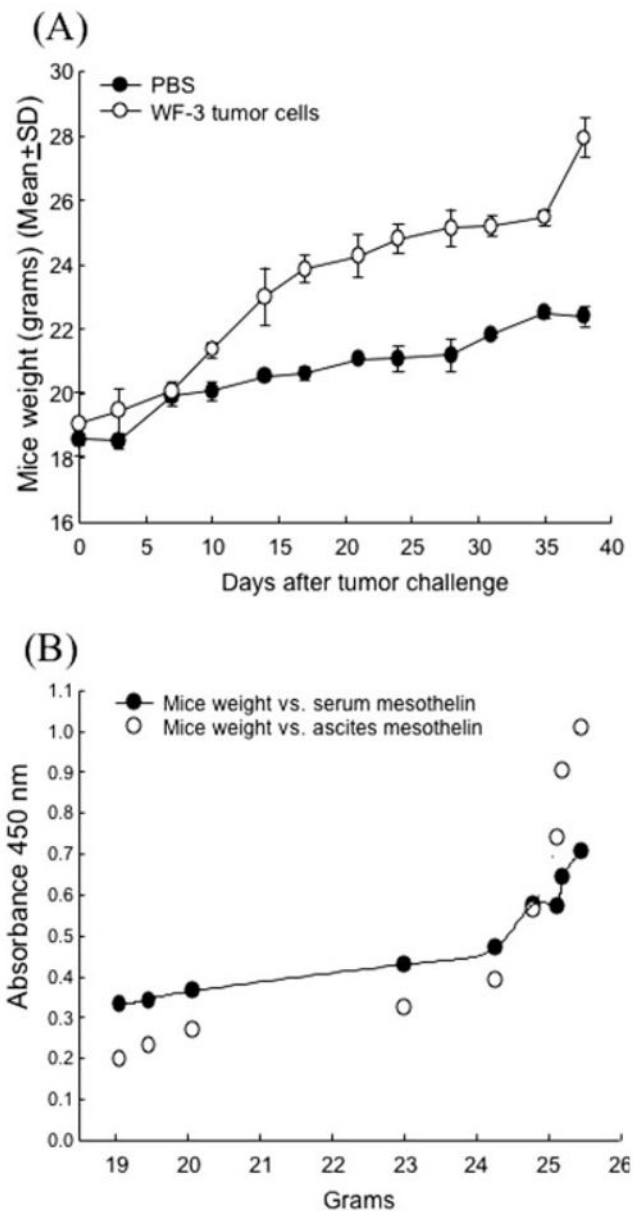 (A)
PBS
WF-3 tumor cells
Mice weight (grams) (Mean±SD)
30
28
26
24
22
20
18
16
0 5 10 15 20 25 30 35 40
Days after tumor challenge
(B)
Mice weight vs. serum mesothelin
Mice weight vs. ascites mesothelin
Absorbance 450 nm
1.1
1.0
0.9
0.8
0.7
0.6
0.5
0.4
0.3
0.2
0.0
19 20 21 22 23 24 25 26
Grams